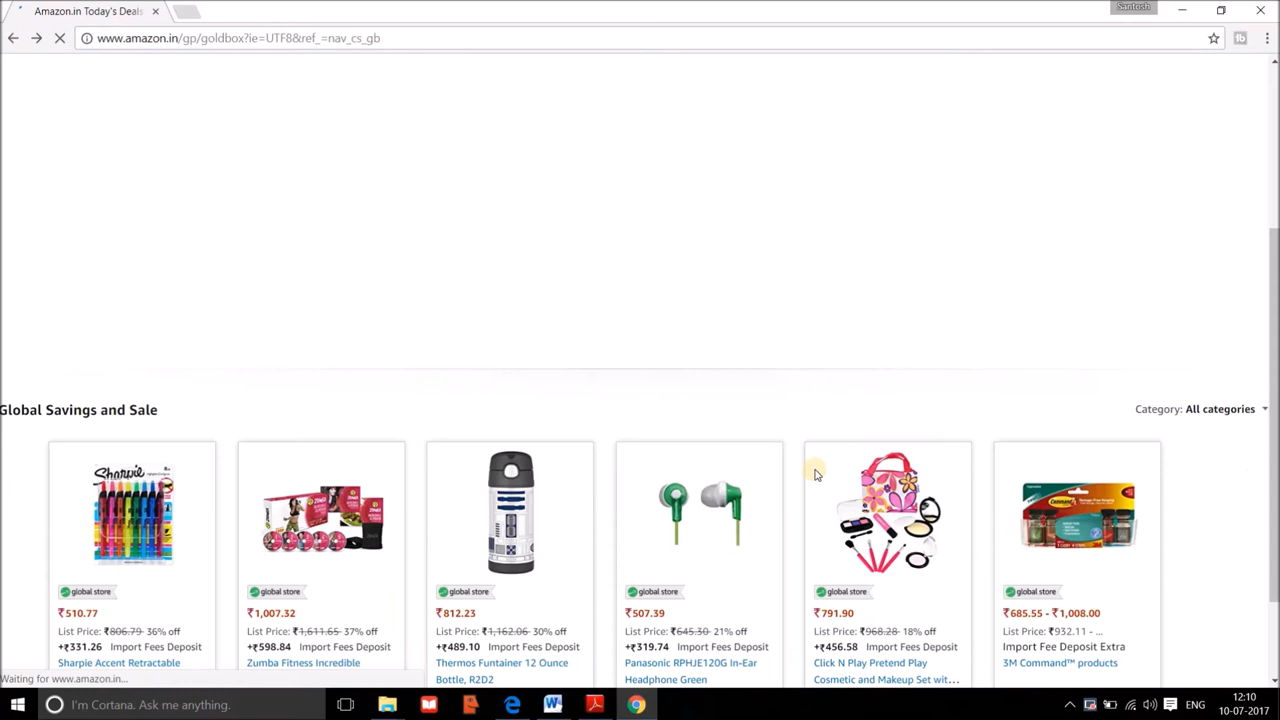 Amazon.in Today's Deals
Santosh
www.amazon.in/gp/goldbox?ie=UTF8&ref_=nav_cs_gb
Global Savings and Sale
Category: All categories
Sharpie
ZUMBA
Command
global store
₹510.77
List Price: ₹806.79 36% off
+₹331.26 Import Fees Deposit
Sharpie Accent Retractable
global store
₹1,007.32
List Price: ₹1,611.65 37% off
+₹598.84 Import Fees Deposit
Zumba Fitness Incredible
global store
₹812.23
List Price: ₹1,162.06 30% off
+₹489.10 Import Fees Deposit
Thermos Funtainer 12 Ounce
Bottle, R2D2
global store
₹507.39
List Price: ₹645.30 21% off
+₹319.74 Import Fees Deposit
Panasonic RPHJE120G In-Ear
Headphone Green
global store
₹791.90
List Price: ₹968.28 18% off
+₹456.58 Import Fees Deposit
Click N Play Pretend Play
Cosmetic and Makeup Set wit...
global store
₹685.55 - ₹1,008.00
List Price: ₹932.11 - ...
Import Fee Deposit Extra
3M Command™ products
Waiting for www.amazon.in...
I'm Cortana. Ask me anything.
ENG
12:10
10-07-2017